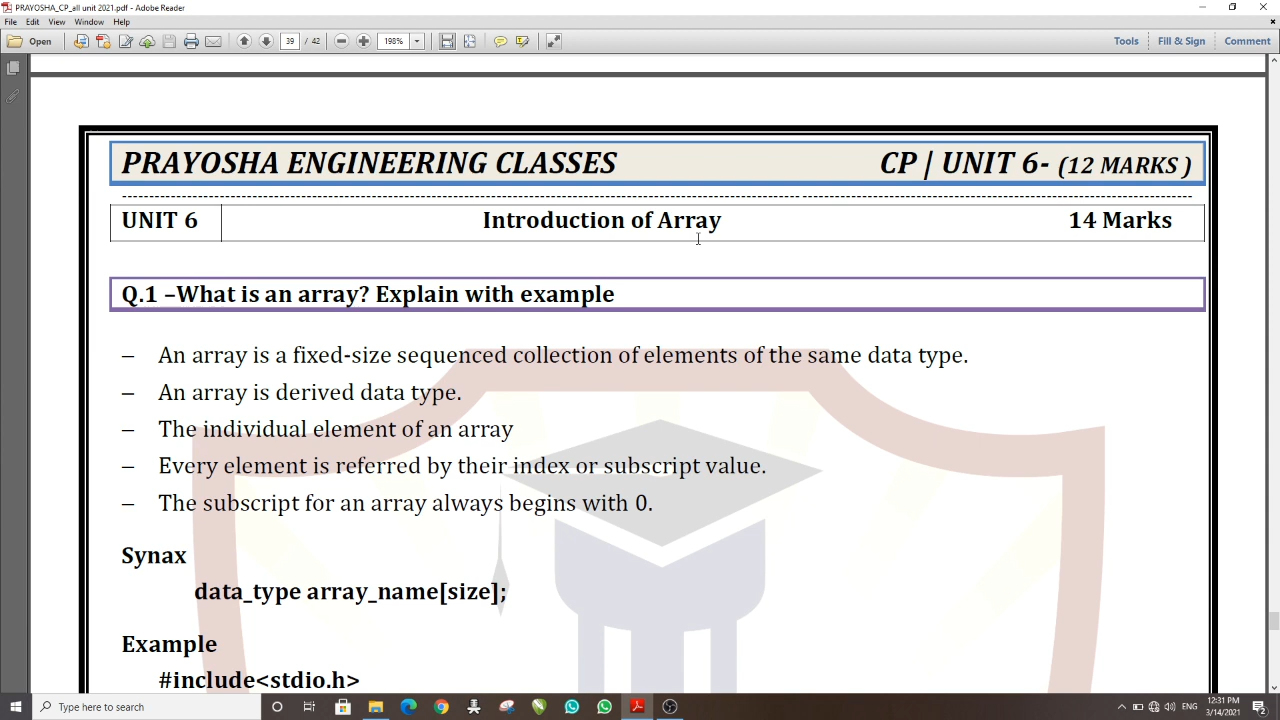 PRAYOSHA_CP_all unit 2021.pdf - Adobe Reader
File Edit View Window Help
Open 39 / 42 198% Tools Fill & Sign Comment
PRAYOSHA ENGINEERING CLASSES CP | UNIT 6- (12 MARKS )
UNIT 6 Introduction of Array 14 Marks
Q.1 –What is an array? Explain with example
– An array is a fixed-size sequenced collection of elements of the same data type.
– An array is derived data type.
– The individual element of an array
– Every element is referred by their index or subscript value.
– The subscript for an array always begins with 0.
Synax
data_type array_name[size];
Example
#include<stdio.h>
Type here to search
ENG
12:31 PM
3/14/2021
2